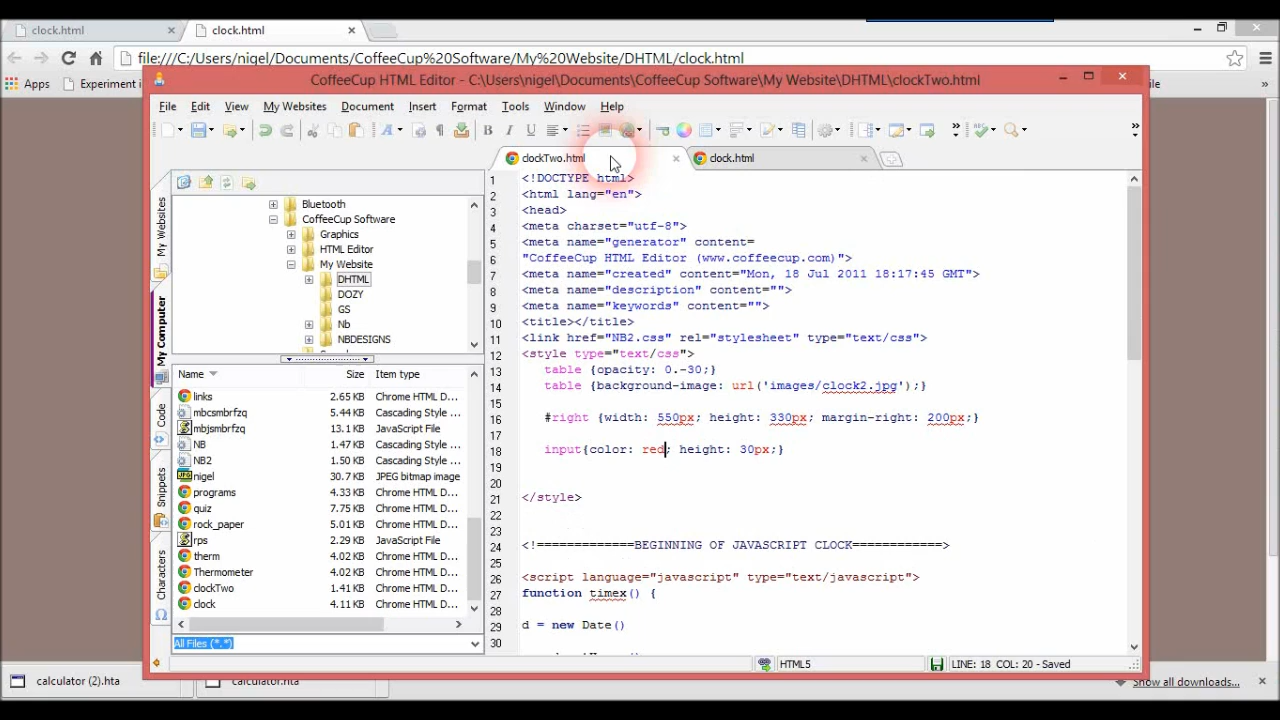 clock.html
clock.html
file:///C:/Users/nigel/Documents/CoffeeCup%20Software/My%20Website/DHTML/clock.html
Apps
Experiment i
ile
»
CoffeeCup HTML Editor - C:\Users\nigel\Documents\CoffeeCup Software\My Website\DHTML\clockTwo.html
File Edit View My Websites Document Insert Format Tools Window Help
clockTwo.html
clock.html
My Websites
My Computer
Code
Snippets
Characters
Bluetooth
CoffeeCup Software
Graphics
HTML Editor
My Website
DHTML
DOZY
GS
Nb
NBDESIGNS
Name Size Item type
links 2.65 KB Chrome HTML D...
mbcsmbrfzq 5.44 KB Cascading Style ...
mbjsmbrfzq 13.1 KB JavaScript File
NB 1.47 KB Cascading Style ...
NB2 1.50 KB Cascading Style ...
nigel 30.7 KB JPEG bitmap image
programs 4.33 KB Chrome HTML D...
quiz 7.75 KB Chrome HTML D...
rock_paper 5.01 KB Chrome HTML D...
rps 2.29 KB JavaScript File
therm 4.02 KB Chrome HTML D...
Thermometer 4.02 KB Chrome HTML D...
clockTwo 1.41 KB Chrome HTML D...
clock 4.11 KB Chrome HTML D...
All Files (*.*)
1 <!DOCTYPE html>
2 <html lang="en">
3 <head>
4 <meta charset="utf-8">
5 <meta name="generator" content=
6 "CoffeeCup HTML Editor (www.coffeecup.com)">
7 <meta name="created" content="Mon, 18 Jul 2011 18:17:45 GMT">
8 <meta name="description" content="">
9 <meta name="keywords" content="">
10 <title></title>
11 <link href="NB2.css" rel="stylesheet" type="text/css">
12 <style type="text/css">
13 table {opacity: 0.-30;}
14 table {background-image: url('images/clock2.jpg');}
15
16 #right {width: 550px; height: 330px; margin-right: 200px;}
17
18 input{color: red; height: 30px;}
19
20
21 </style>
22
23
24 <!=============BEGINNING OF JAVASCRIPT CLOCK============>
25
26 <script language="javascript" type="text/javascript">
27 function timex() {
28
29 d = new Date()
30
HTML5
LINE: 18 COL: 20 - Saved
calculator (2).hta
calculator.hta
Show all downloads...